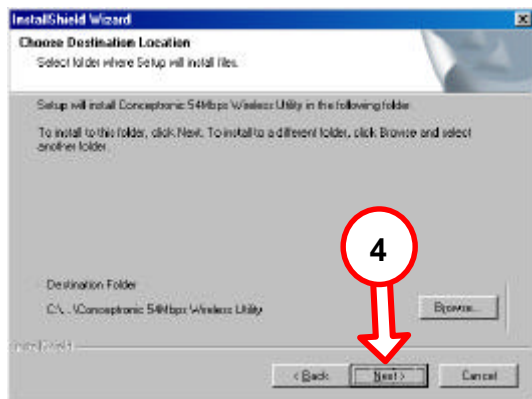 InstallShield Wizard
Choose Destination Location
Select folder where Setup will install files.
Setup will install Conceptronic 54Mbps Wireless Utility in the following folder.
To install to this folder, click Next. To install to a different folder, click Browse and select
another folder.
4
Destination Folder
C:\...\Conceptronic 54Mbps Wireless Utility
Browse...
InstallShield
< Back
Next >
Cancel